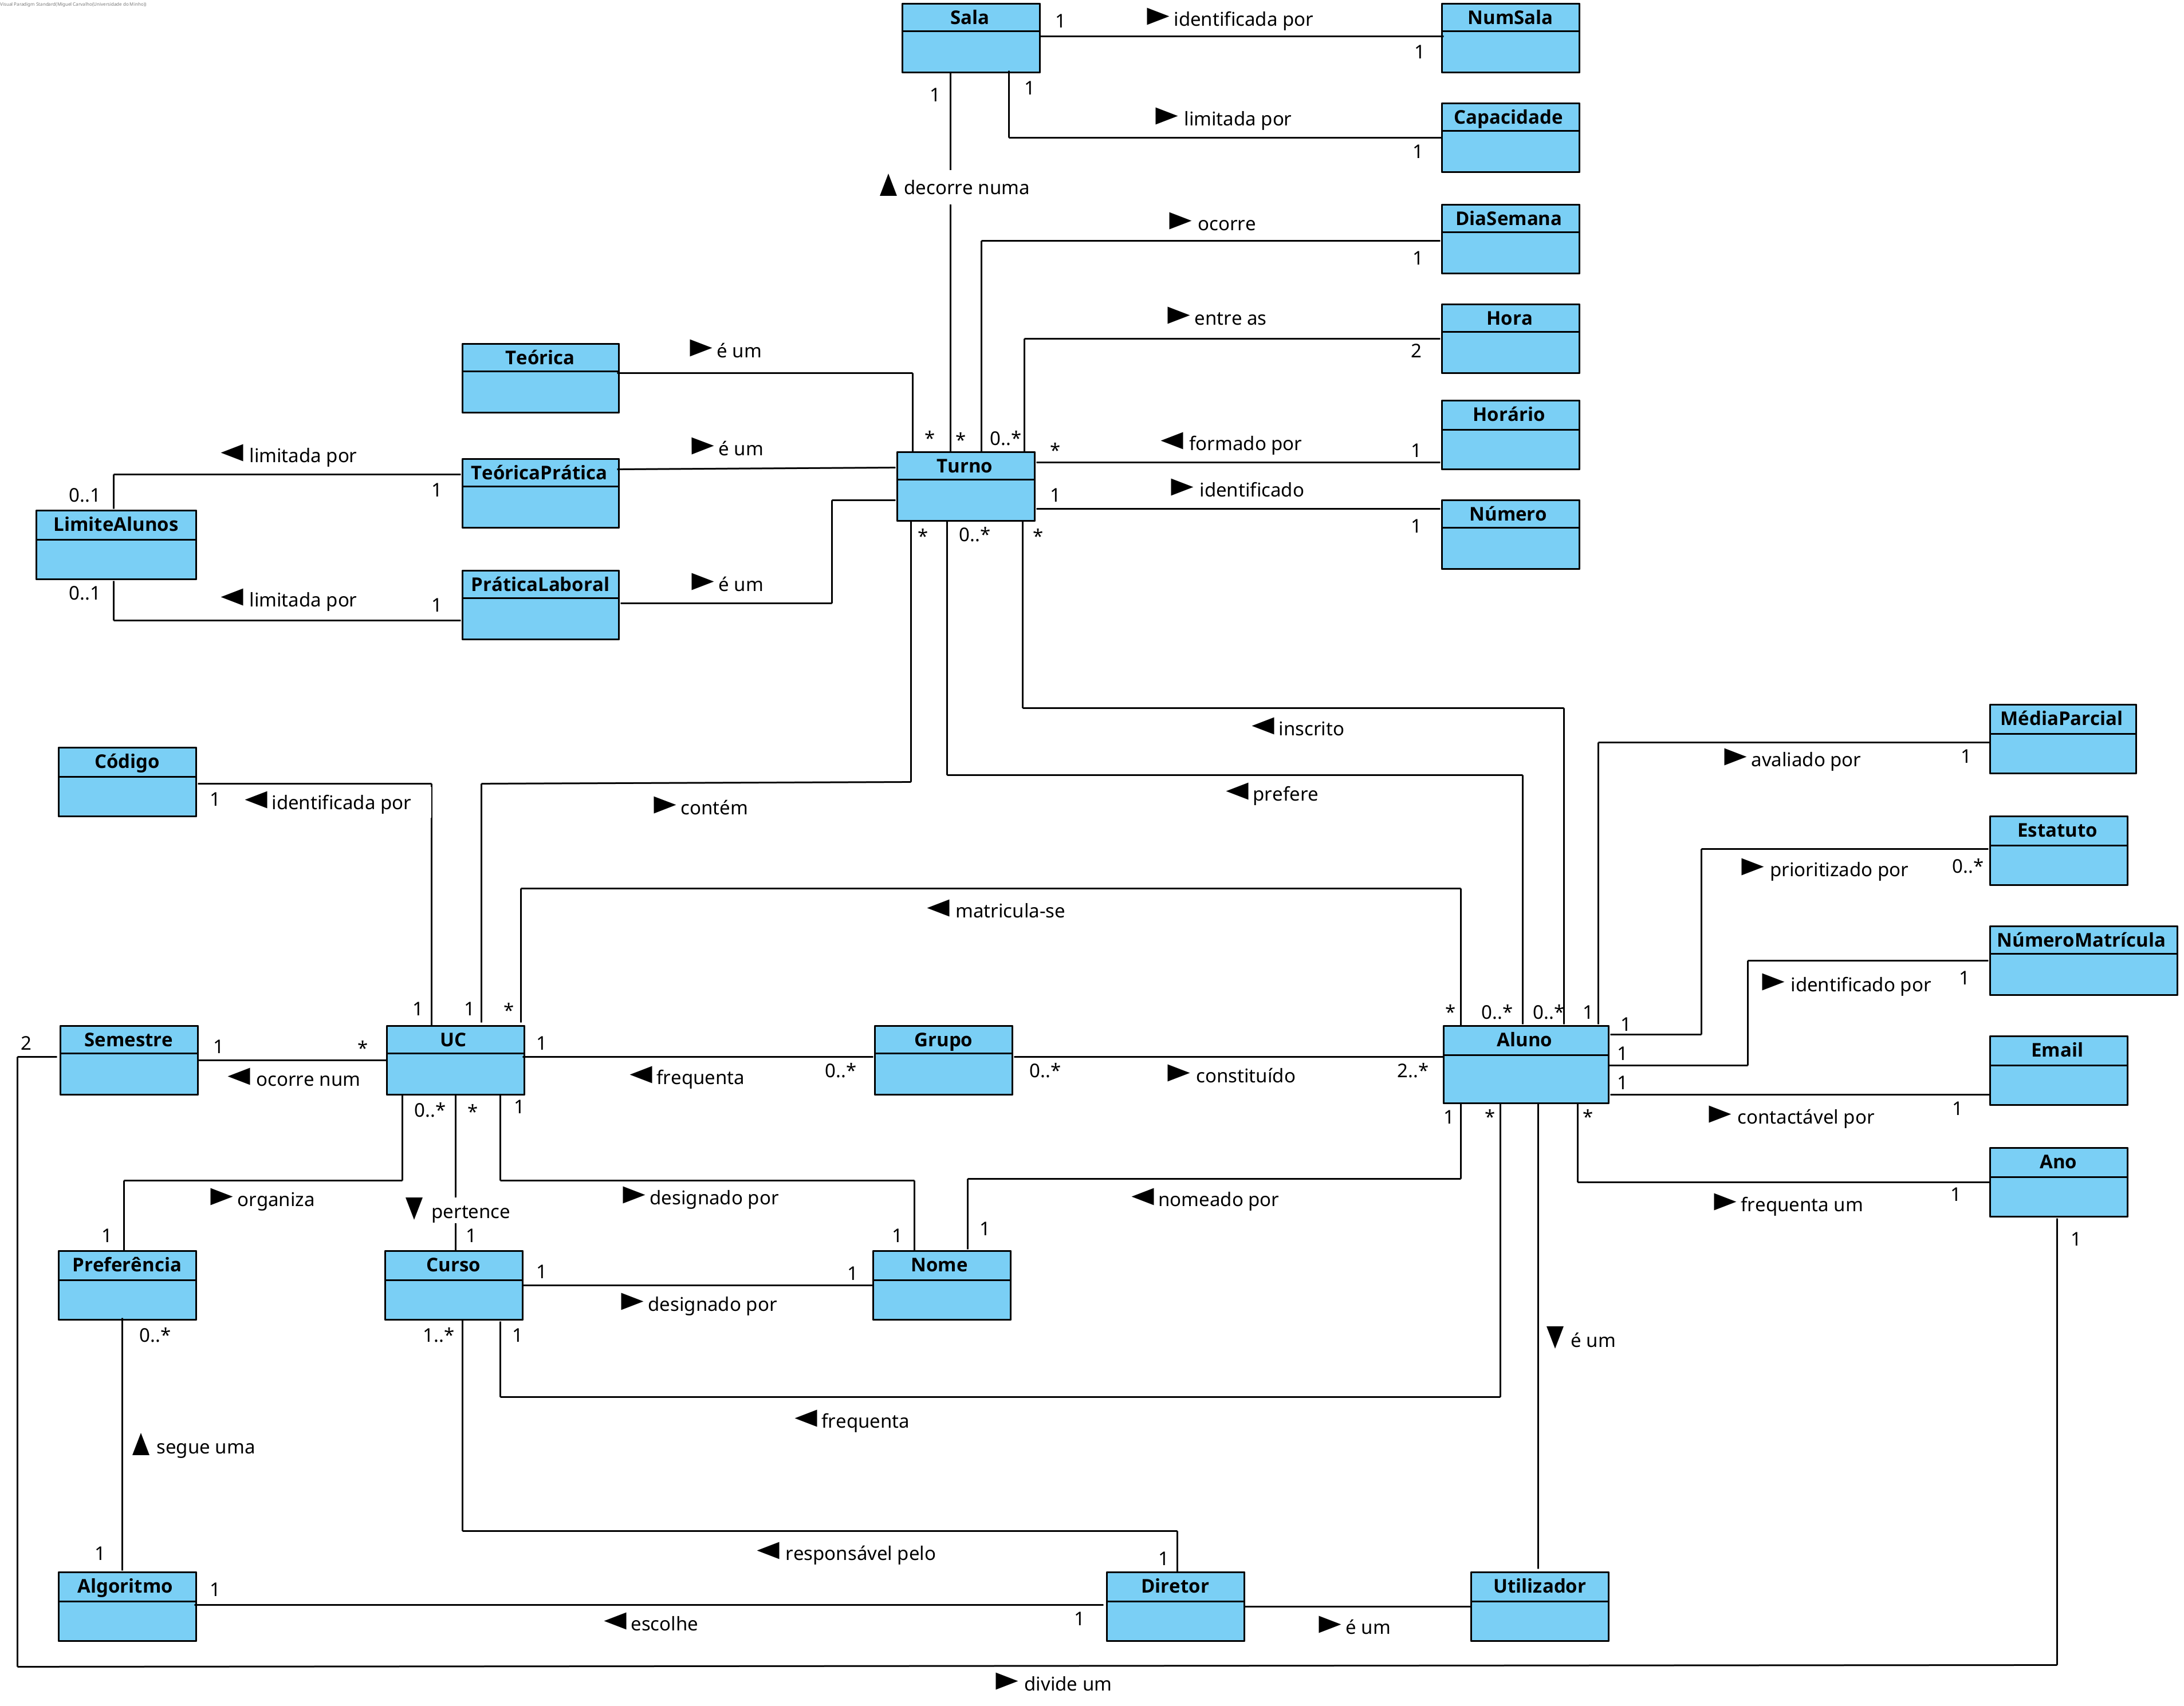 Visual Paradigm Standard(Miguel Carvalho(Universidade do Minho))
Sala
1
identificada por
1
NumSala
1
1
limitada por
1
Capacidade
decorre numa
ocorre
1
DiaSemana
entre as
2
Hora
Teórica
é um
*
*
0..*
*
formado por
1
Horário
limitada por
0..1
1
TeóricaPrática
é um
Turno
1
identificado
1
Número
LimiteAlunos
0..1
limitada por
1
PráticaLaboral
é um
*
0..*
*
inscrito
prefere
MédiaParcial
avaliado por
1
Código
1
identificada por
contém
Estatuto
prioritizado por
0..*
matricula-se
NúmeroMatrícula
identificado por
1
1
1
*
*
0..*
0..*
1
1
2
Semestre
1
*
ocorre num
UC
1
frequenta
0..*
Grupo
0..*
constituído
2..*
Aluno
1
1
Email
contactável por
1
0..*
*
1
1
*
*
organiza
1
pertence
1
designado por
1
nomeado por
1
frequenta um
1
Ano
1
Preferência
0..*
Curso
1
designado por
1
Nome
1..*
1
é um
frequenta
segue uma
1
responsável pelo
1
Algoritmo
1
escolhe
1
Diretor
é um
Utilizador
divide um